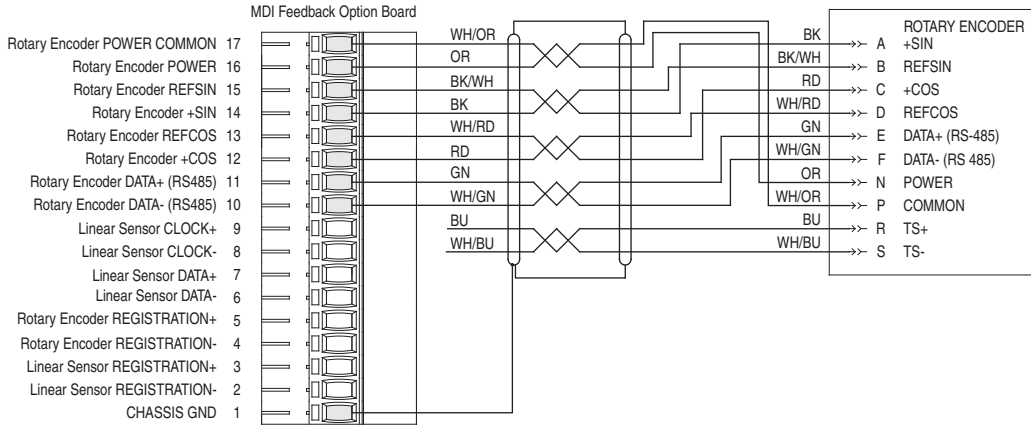 MDI Feedback Option Board
Rotary Encoder POWER COMMON 17
Rotary Encoder POWER 16
Rotary Encoder REFSIN 15
Rotary Encoder +SIN 14
Rotary Encoder REFCOS 13
Rotary Encoder +COS 12
Rotary Encoder DATA+ (RS485) 11
Rotary Encoder DATA- (RS485) 10
Linear Sensor CLOCK+ 9
Linear Sensor CLOCK- 8
Linear Sensor DATA+ 7
Linear Sensor DATA- 6
Rotary Encoder REGISTRATION+ 5
Rotary Encoder REGISTRATION- 4
Linear Sensor REGISTRATION+ 3
Linear Sensor REGISTRATION- 2
CHASSIS GND 1
WH/OR
OR
BK/WH
BK
WH/RD
RD
GN
WH/GN
BU
WH/BU
BK
BK/WH
RD
WH/RD
GN
WH/GN
OR
WH/OR
BU
WH/BU
ROTARY ENCODER
A +SIN
B REFSIN
C +COS
D REFCOS
E DATA+ (RS-485)
F DATA- (RS 485)
N POWER
P COMMON
R TS+
S TS-